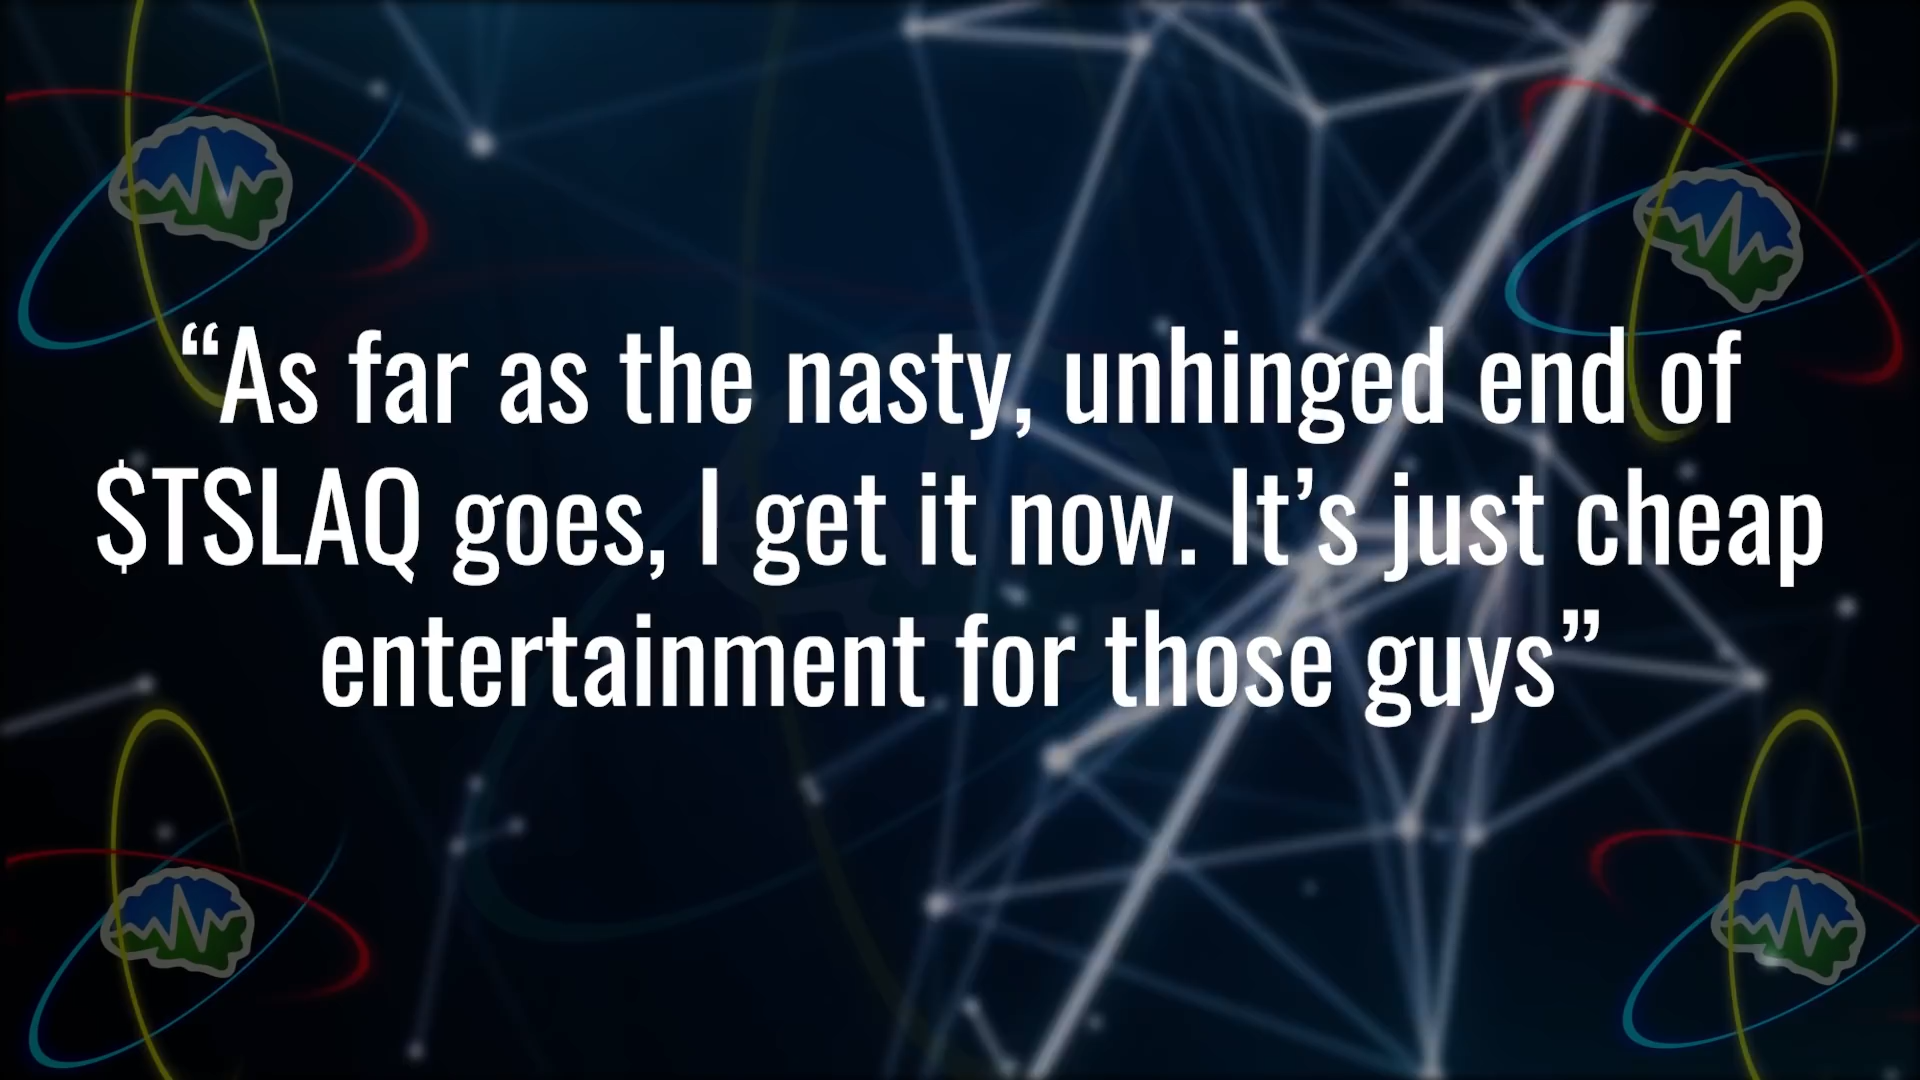 “As far as the nasty, unhinged end of
$TSLAQ goes, I get it now. It’s just cheap
entertainment for those guys”